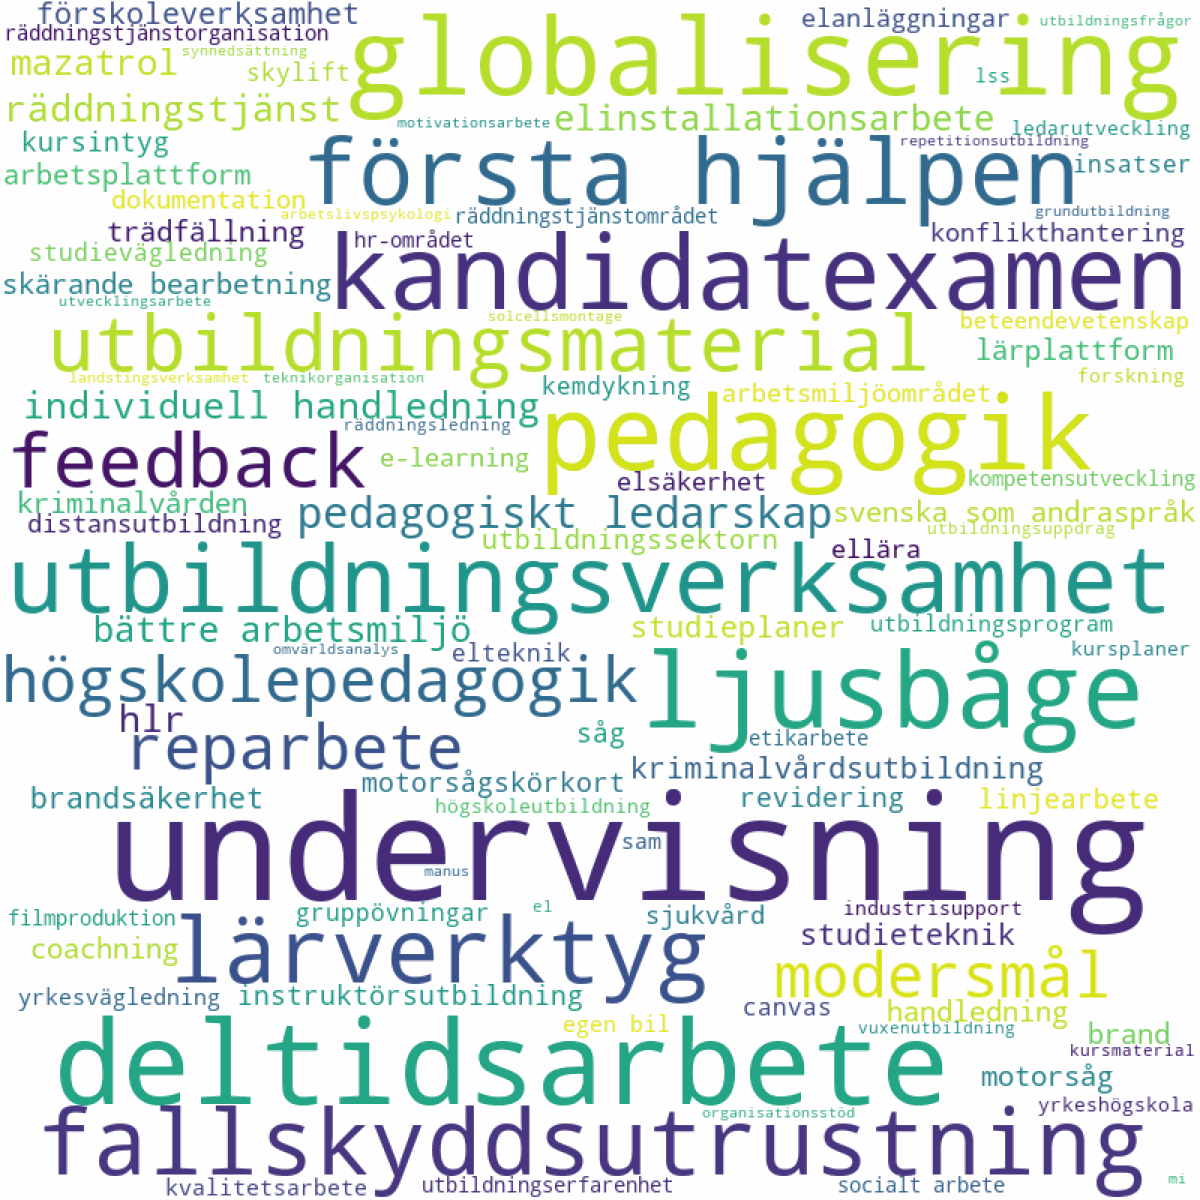 förskoleverksamhet
elanläggningar
utbildningsfrågor
räddningstjänstorganisation
globalisering
synnedsättning
mazatrol
skylift
lss
räddningstjänst
elinstallationsarbete
motivationsarbete
ledarutveckling
kursintyg
första hjälpen
repetitionsutbildning
insatser
arbetsplattform
dokumentation
arbetslivspsykologi
räddningstjänstområdet
grundutbildning
trädfällning
hr-området
konflikthantering
studievägledning
kandidatexamen
skärande bearbetning
utvecklingsarbete
solcellsmontage
beteendevetenskap
utbildningsmaterial
lärplattform
landstingsverksamhet
teknikorganisation
kemdykning
arbetsmiljöområdet
forskning
individuell handledning
räddningsledning
pedagogik
feedback
e-learning
elsäkerhet
kompetensutveckling
kriminalvården
distansutbildning
pedagogiskt ledarskap
svenska som andraspråk
utbildningssektorn
utbildningsuppdrag
ellära
utbildningsverksamhet
bättre arbetsmiljö
studieplaner
utbildningsprogram
omvärldsanalys
elteknik
kursplaner
högskolepedagogik
ljusbåge
hlr
reparbete
såg
etikarbete
motorsågskörkort
kriminalvårdsutbildning
brandsäkerhet
högskoleutbildning
revidering
linjearbete
undervisning
sam
manus
filmproduktion
gruppövningar
el
sjukvård
industrisupport
coachning
lärverktyg
studieteknik
modersmål
yrkesvägledning
instruktörsutbildning
canvas
handledning
egen bil
vuxenutbildning
brand
deltidsarbete
kursmaterial
motorsåg
organisationsstöd
yrkeshögskola
fallskyddsutrustning
kvalitetsarbete
utbildningserfarenhet
socialt arbete
mi